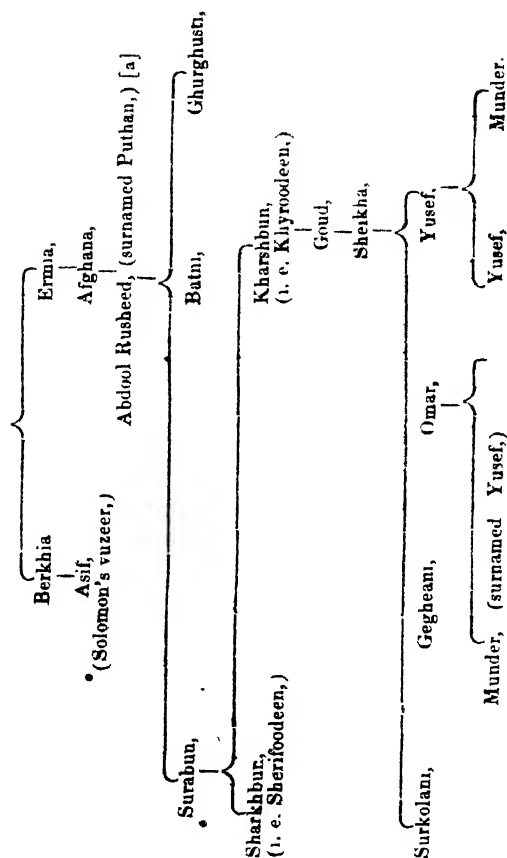 Berkhia Ermia,
Asif, Afghana,
(Solomon's vuzeer,)
Abdool Rusheed, (surnamed Puthan,) [a]
Surabun, Batni, Ghurghusti,
Sharkhbun, Kharshbun,
(i. e. Sherifoodeen,) (i. e. Khyroodeen,)
Goud,
Sheikha,
Surkolani, Gegheani, Omar, Yusef,
Munder, (surnamed Yusef,) Yusef, Munder.